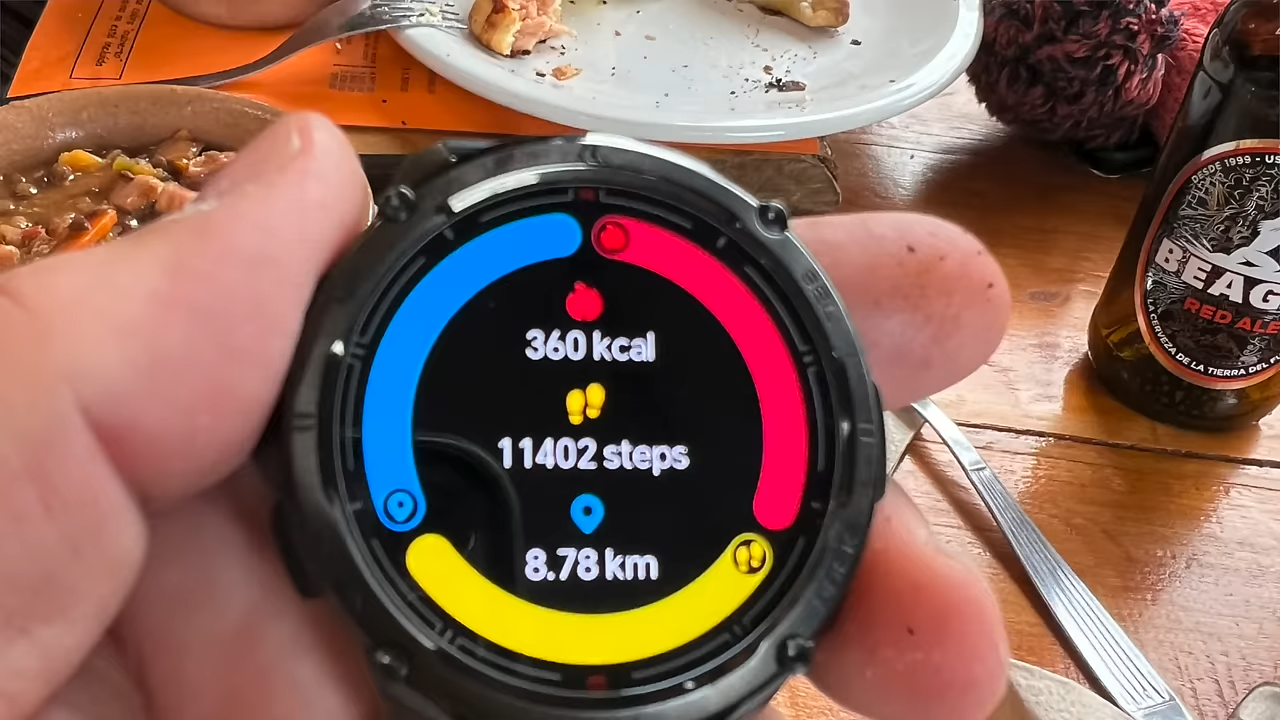 360 kcal
11402 steps
8.78 km
DESDE 1999 - US
BEAG
RED ALE
LA CERVEZA DE LA TIERRA DEL F